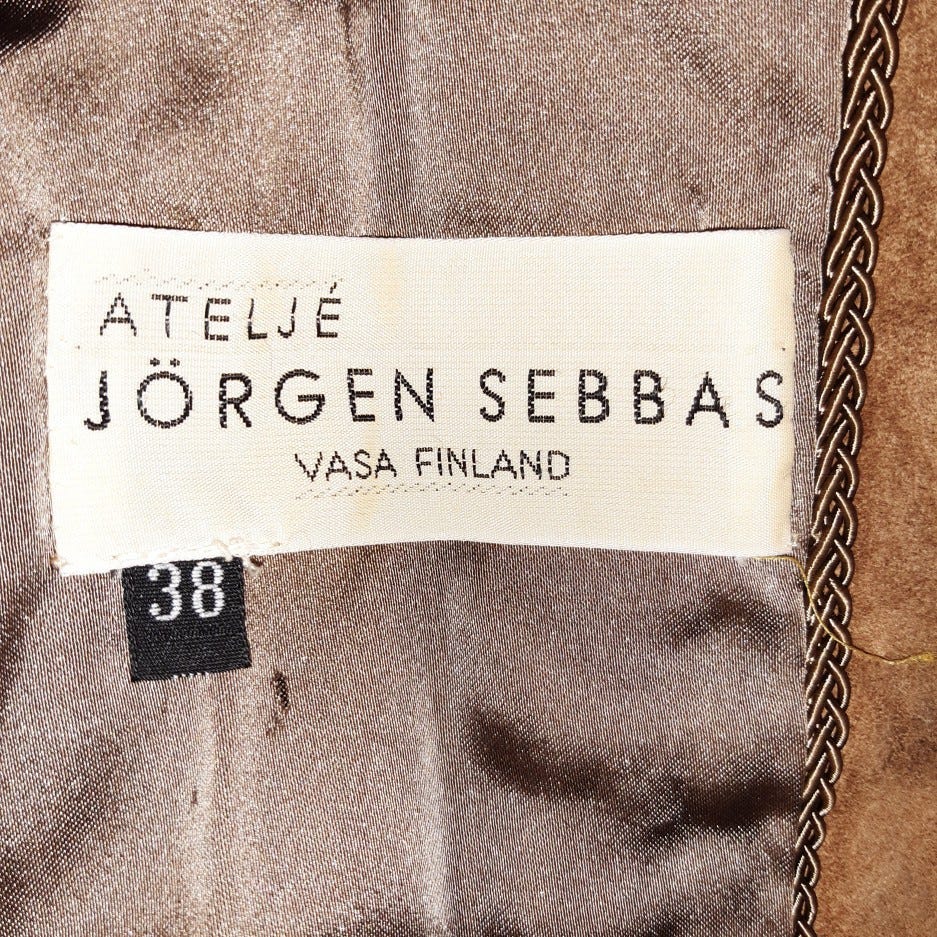 ATELJÉ
JÖRGEN SEBBAS
VASA FINLAND
38